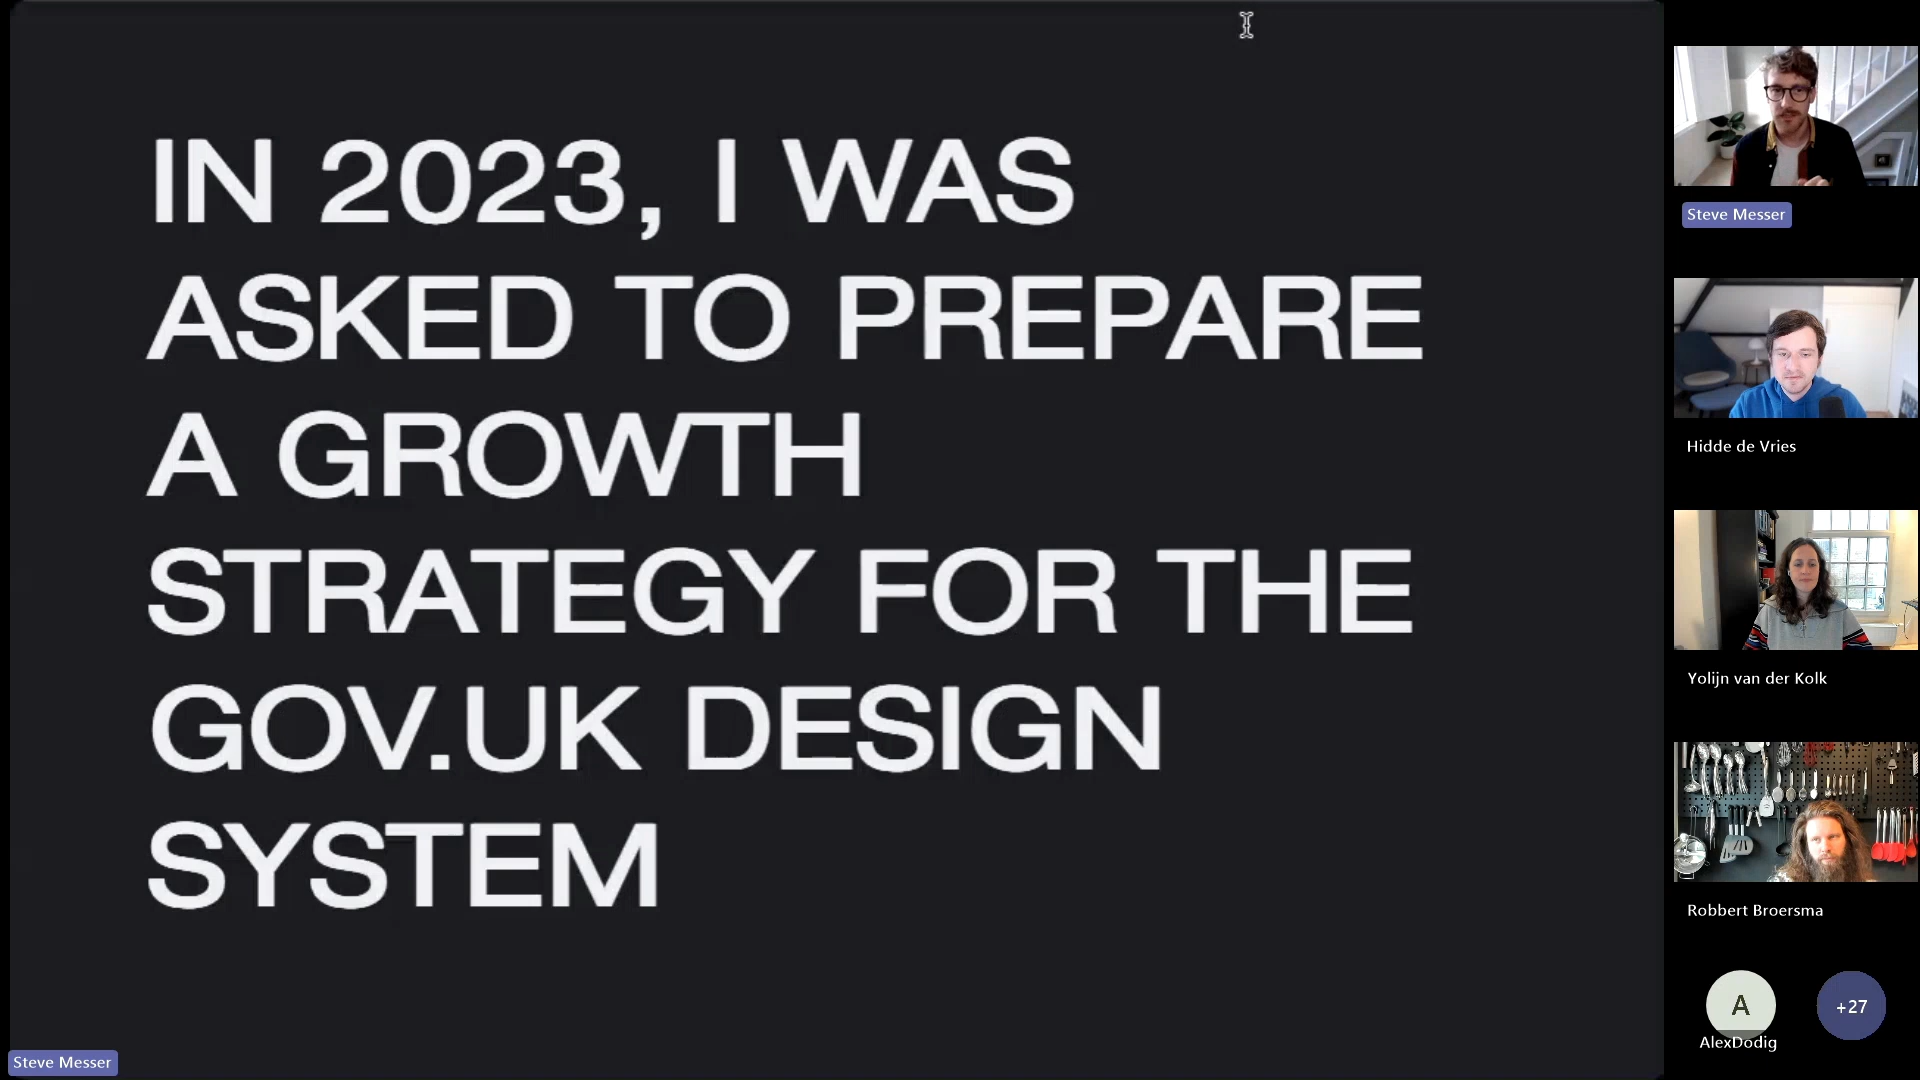 IN 2023, I WAS
ASKED TO PREPARE
A GROWTH
STRATEGY FOR THE
GOV.UK DESIGN
SYSTEM
Steve Messer
Steve Messer
Hidde de Vries
Yolijn van der Kolk
Robbert Broersma
A
AlexDodig
+27